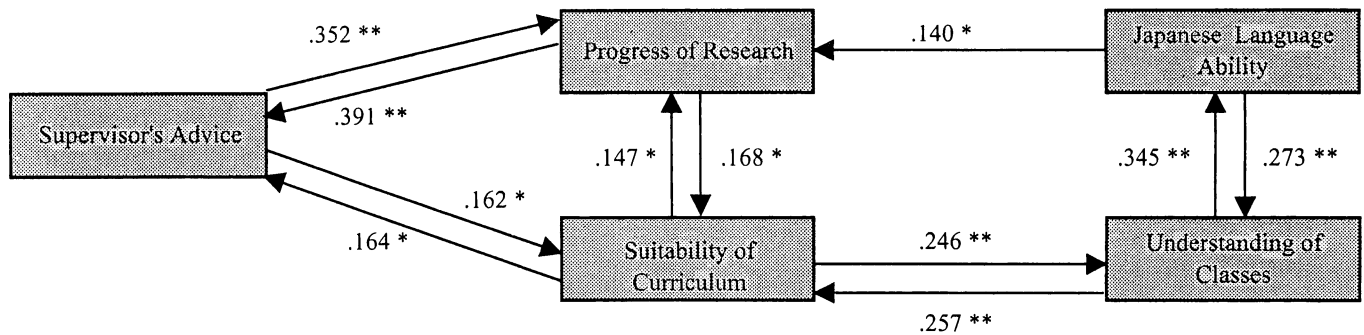 .352 **
Progress of Research
.140 *
Japanese Language
Ability
.391 **
Supervisor's Advice
.147 *
.168 *
.345 **
.273 **
.162 *
.164 *
Suitability of
Curriculum
.246 **
Understanding of
Classes
.257 **